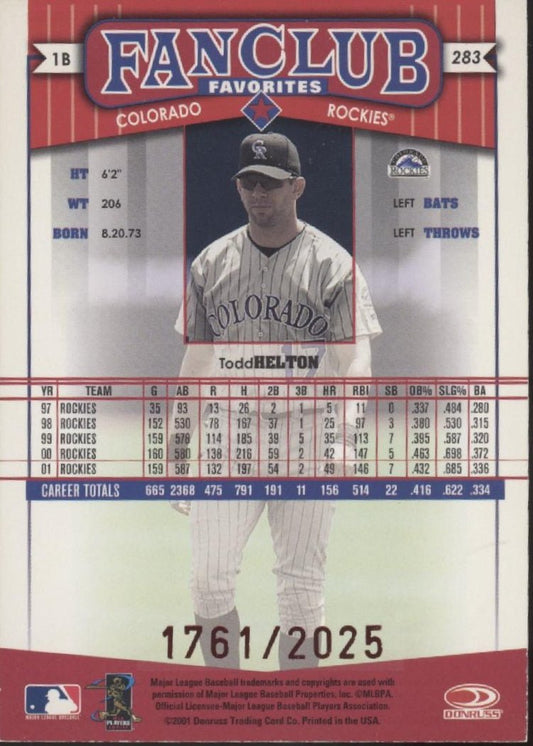 1B FANCLUB 283
FAVORITES
COLORADO ROCKIES®
HT 6'2"
WT 206
BORN 8.20.73
ROCKIES
LEFT BATS
LEFT THROWS
CR
COLORADO
17
ToddHELTON
YR TEAM G AB R H 2B 3B HR RBI SB OB% SLG% BA
97 ROCKIES 35 93 13 26 2 1 5 11 0 .337 .484 .280
98 ROCKIES 152 530 78 167 37 1 25 97 3 .380 .530 .315
99 ROCKIES 159 578 114 185 39 5 35 113 7 .395 .587 .320
00 ROCKIES 160 580 138 216 59 2 42 147 5 .463 .698 .372
01 ROCKIES 159 587 132 197 54 2 49 146 7 .432 .685 .336
CAREER TOTALS 665 2368 475 791 191 11 156 514 22 .416 .622 .334
1761/2025
Major League Baseball trademarks and copyrights are used with
permission of Major League Baseball Properties, Inc. ©MLBPA.
Official Licensee-Major League Baseball Players Association.
©2001 Donruss Trading Card Co. Printed in the USA.
MAJOR LEAGUE BASEBALL
PLAYERS
DONRUSS